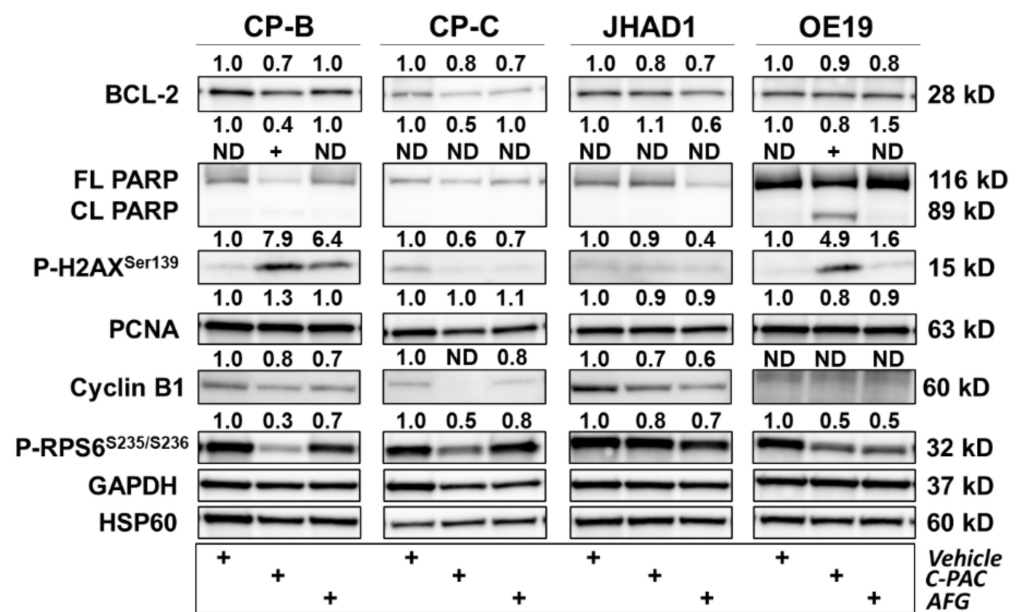 CP-B CP-C JHAD1 OE19
1.0 0.7 1.0 1.0 0.8 0.7 1.0 0.8 0.7 1.0 0.9 0.8
BCL-2 28 kD
1.0 0.4 1.0 1.0 0.5 1.0 1.0 1.1 0.6 1.0 0.8 1.5
ND + ND ND ND ND ND ND ND ND + ND
FL PARP 116 kD
CL PARP 89 kD
1.0 7.9 6.4 1.0 0.6 0.7 1.0 0.9 0.4 1.0 4.9 1.6
P-H2AXSer139 15 kD
1.0 1.3 1.0 1.0 1.0 1.1 1.0 0.9 0.9 1.0 0.8 0.9
PCNA 63 kD
1.0 0.8 0.7 1.0 ND 0.8 1.0 0.7 0.6 ND ND ND
Cyclin B1 60 kD
1.0 0.3 0.7 1.0 0.5 0.8 1.0 0.8 0.7 1.0 0.5 0.5
P-RPS6S235/S236 32 kD
GAPDH 37 kD
HSP60 60 kD
+ + + + Vehicle
+ + + + C-PAC
+ + + + AFG